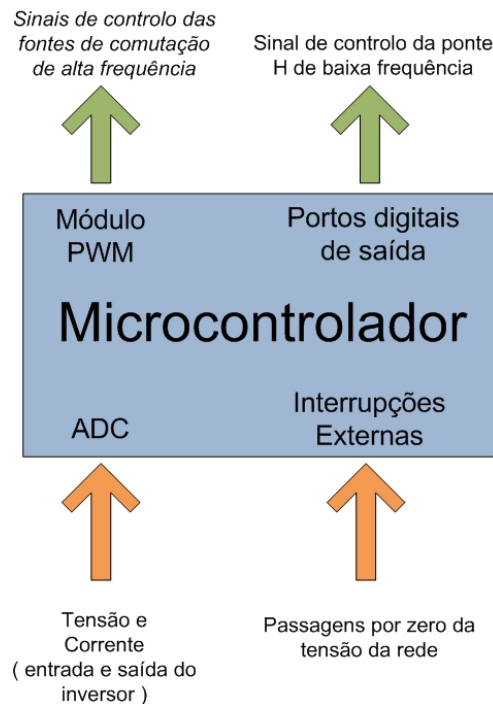 Sinais de controlo das
fontes de comutação
de alta frequência
Sinal de controlo da ponte
H de baixa frequência
Módulo
PWM
Portos digitais
de saída
Microcontrolador
ADC
Interrupções
Externas
Tensão e
Corrente
( entrada e saída do
inversor )
Passagens por zero da
tensão da rede